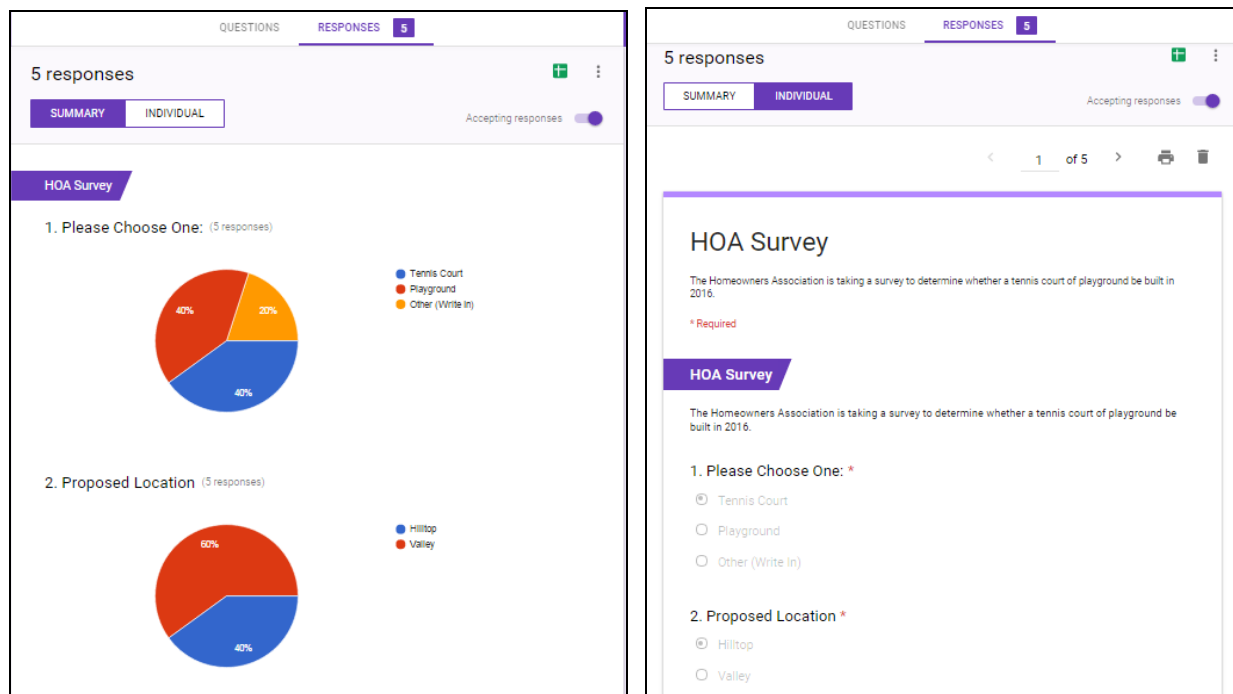 QUESTIONS RESPONSES 5
5 responses
SUMMARY INDIVIDUAL
Accepting responses
HOA Survey
1. Please Choose One: (5 responses)
40%
20%
40%
Tennis Court
Playground
Other (Write In)
2. Proposed Location (5 responses)
60%
40%
Hilltop
Valley
QUESTIONS RESPONSES 5
5 responses
SUMMARY INDIVIDUAL
Accepting responses
1 of 5
HOA Survey
The Homeowners Association is taking a survey to determine whether a tennis court of playground be built in
2016.
* Required
HOA Survey
The Homeowners Association is taking a survey to determine whether a tennis court of playground be
built in 2016.
1. Please Choose One: *
Tennis Court
Playground
Other (Write In)
2. Proposed Location *
Hilltop
Valley